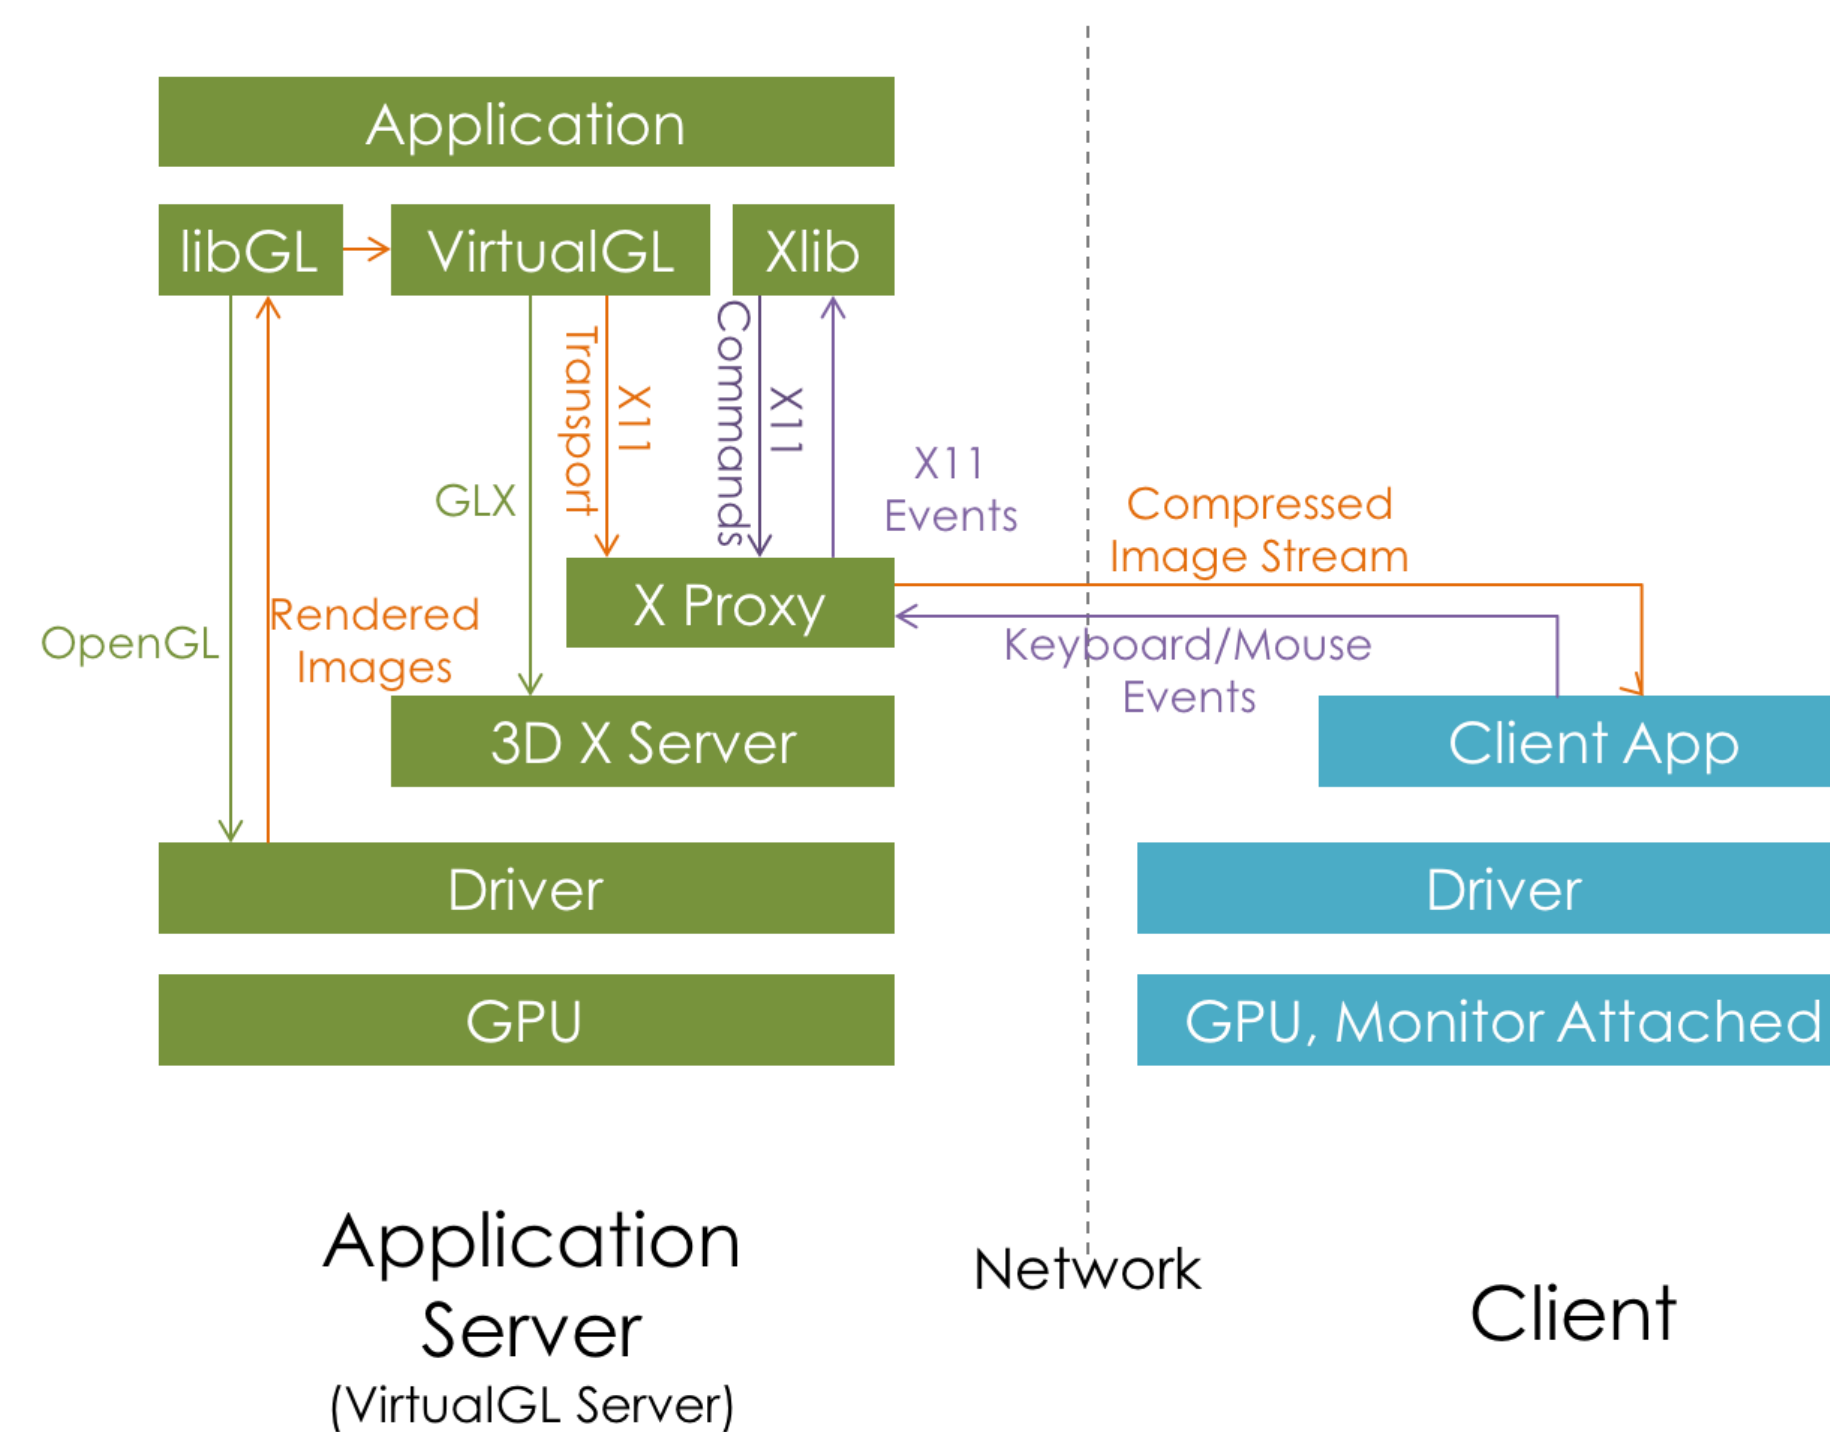 Application
libGL
VirtualGL
Xlib
Transport
X11
Commands
X11
GLX
X11
Events
Compressed
Image Stream
OpenGL
Rendered
Images
X Proxy
Keyboard/Mouse
Events
3D X Server
Client App
Driver
Driver
GPU
GPU, Monitor Attached
Application
Server
(VirtualGL Server)
Network
Client